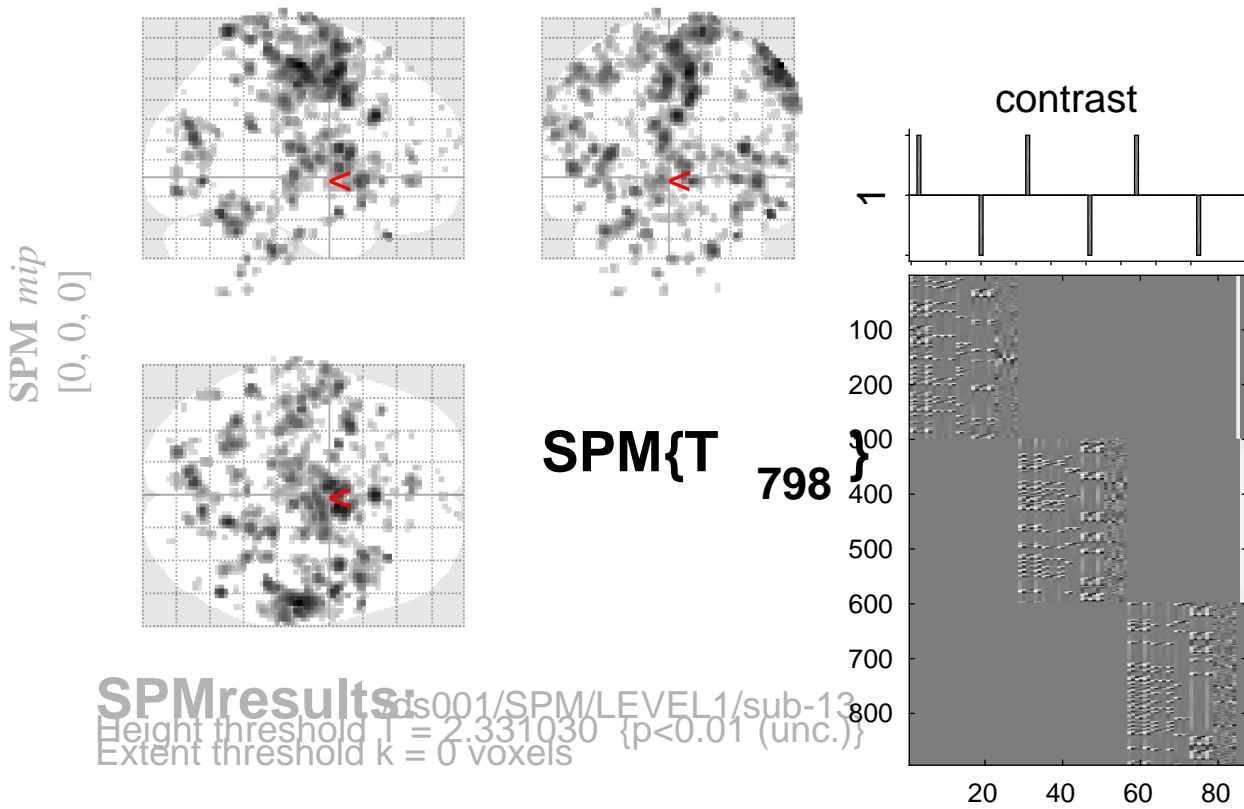 SPM mip
[0, 0, 0]
<
<
<
SPM{T798}
contrast
1
100
200
300
400
500
600
700
800
20
40
60
80
SPMresults: ./ds001/SPM/LEVEL1/sub-13
Height threshold T = 2.331030 {p<0.01 (unc.)}
Extent threshold k = 0 voxels